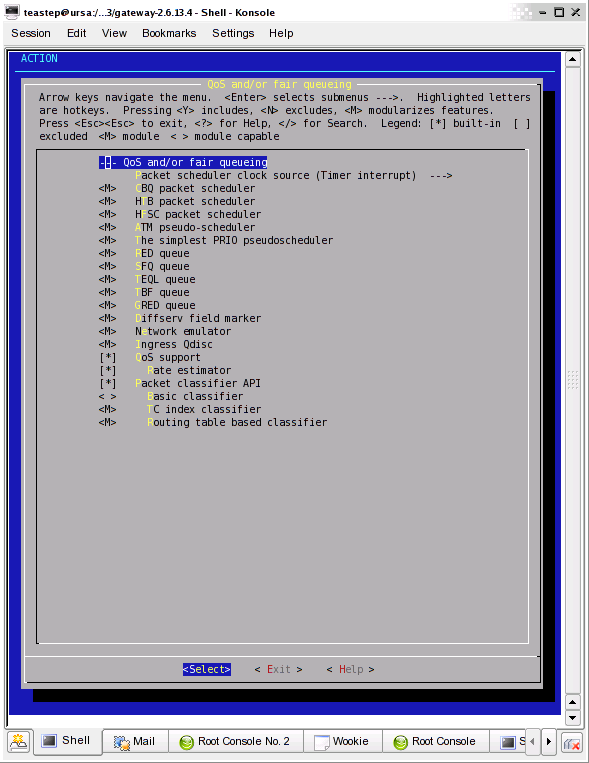 teastep@ursa:/...3/gateway-2.6.13.4 - Shell - Konsole
Session Edit View Bookmarks Settings Help
ACTION
QoS and/or fair queueing
Arrow keys navigate the menu. <Enter> selects submenus --->. Highlighted letters
are hotkeys. Pressing <Y> includes, <N> excludes, <M> modularizes features.
Press <Esc><Esc> to exit, <?> for Help, </> for Search. Legend: [*] built-in [ ]
excluded <M> module < > module capable
--- QoS and/or fair queueing
Packet scheduler clock source (Timer interrupt) --->
<M> CBQ packet scheduler
<M> HTB packet scheduler
<M> HFSC packet scheduler
<M> ATM pseudo-scheduler
<M> The simplest PRIO pseudoscheduler
<M> RED queue
<M> SFQ queue
<M> TEQL queue
<M> TBF queue
<M> GRED queue
<M> Diffserv field marker
<M> Network emulator
<M> Ingress Qdisc
[*] QoS support
[*] Rate estimator
[*] Packet classifier API
< > Basic classifier
<M> TC index classifier
<M> Routing table based classifier
<Select> < Exit > < Help >
Shell Mail Root Console No. 2 Wookie Root Console S